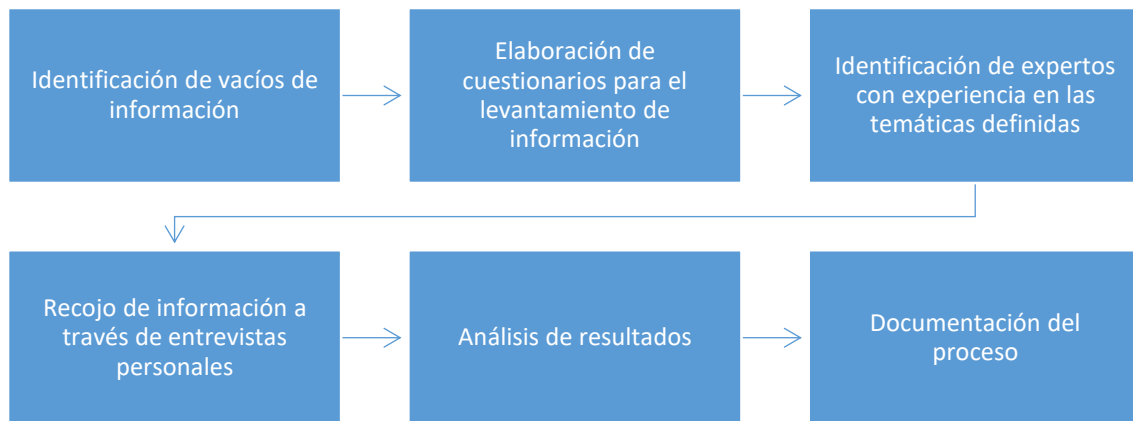 Identificación de vacíos de
información
Elaboración de
cuestionarios para el
levantamiento de
información
Identificación de expertos
con experiencia en las
temáticas definidas
Recojo de información a
través de entrevistas
personales
Análisis de resultados
Documentación del
proceso